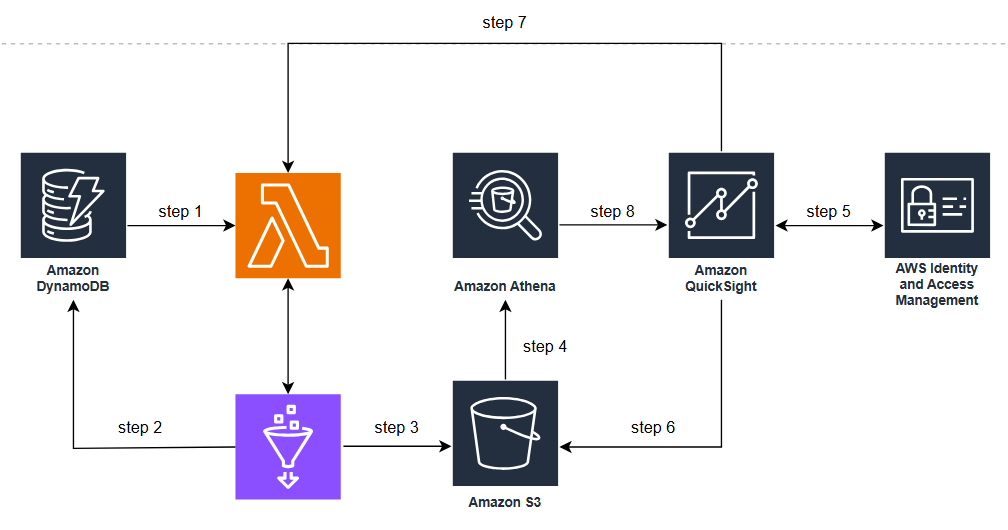 step 7
step 1
step 8
step 5
Amazon
DynamoDB
Amazon Athena
Amazon
QuickSight
AWS Identity
and Access
Management
step 4
step 2
step 3
step 6
Amazon S3